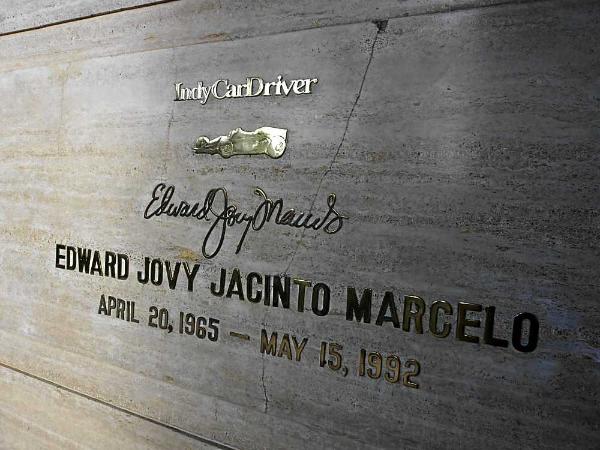 IndyCarDriver
Edward Jovy Marcelo
EDWARD JOVY JACINTO MARCELO
APRIL 20, 1965 — MAY 15, 1992